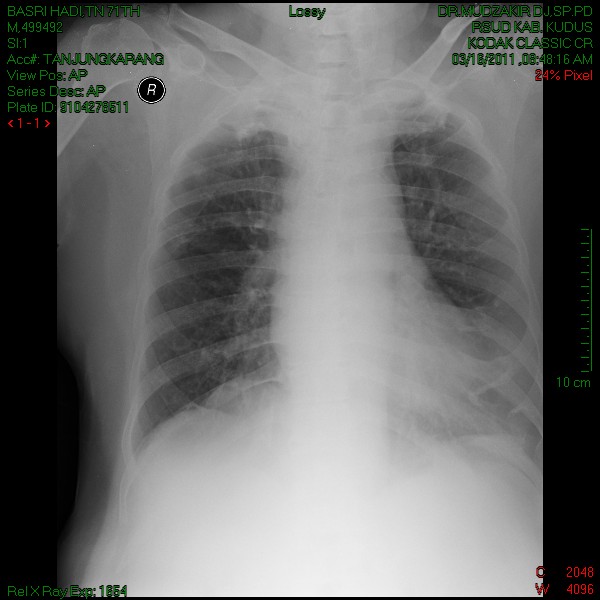 BASRI HADI,TN 71TH
M,499492
SI:1
Acc#: TANJUNGKARANG
View Pos: AP
Series Desc: AP
Plate ID: 9104278511
<1-1>
R
Lossy
DR.MUDZAKIR DJ,SP.PD
RSUD KAB. KUDUS
KODAK CLASSIC CR
03/16/2011 ,08:48:16 AM
24% Pixel
10 cm
Rel X Ray Exp: 1854
C 2048
W 4096